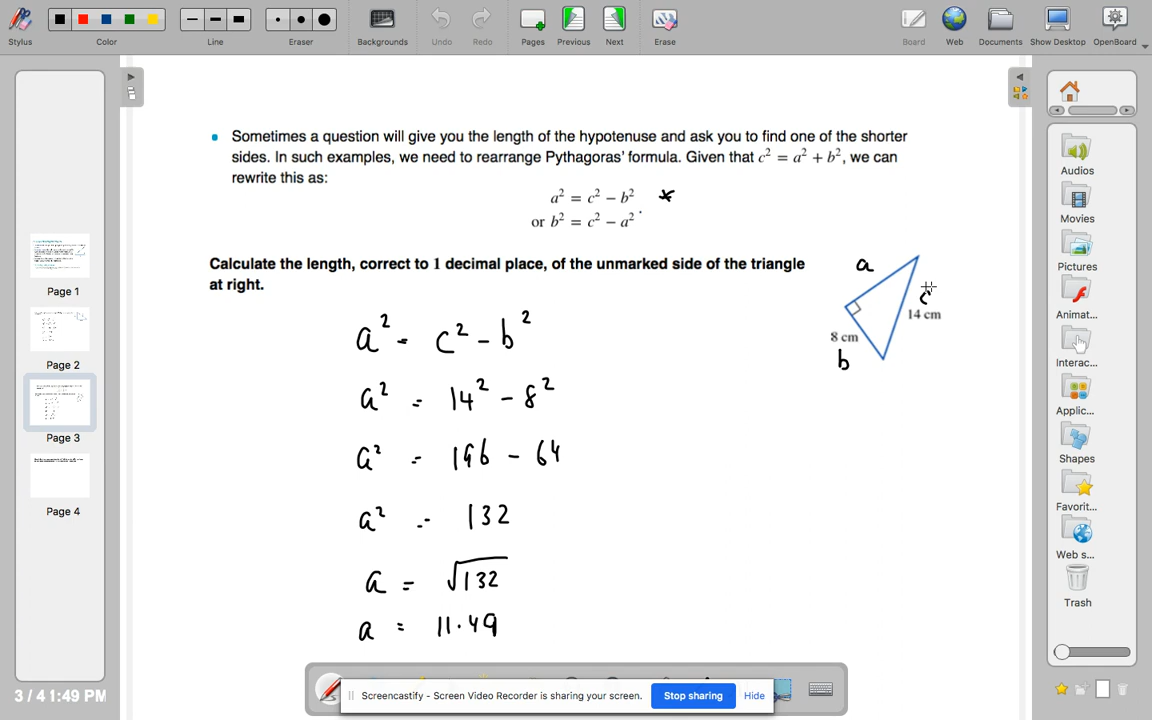 Stylus
Color
Line
Eraser
Backgrounds
Undo
Redo
Pages
Previous
Next
Erase
Board
Web
Documents
Show Desktop
OpenBoard
• Sometimes a question will give you the length of the hypotenuse and ask you to find one of the shorter
sides. In such examples, we need to rearrange Pythagoras' formula. Given that c² = a² + b², we can
rewrite this as:
a² = c² − b² *
or b² = c² − a² .
Calculate the length, correct to 1 decimal place, of the unmarked side of the triangle
at right.
a
c
14 cm
8 cm
b
a² = c² - b²
a² = 14² - 8²
a² = 196 - 64
a² = 132
a = √132
a = 11.49
Page 1
Page 2
Page 3
Page 4
3 / 4
1:49 PM
Audios
Movies
Pictures
Animat...
Interac...
Applic...
Shapes
Favorit...
Web s...
Trash
Screencastify - Screen Video Recorder is sharing your screen.
Stop sharing
Hide